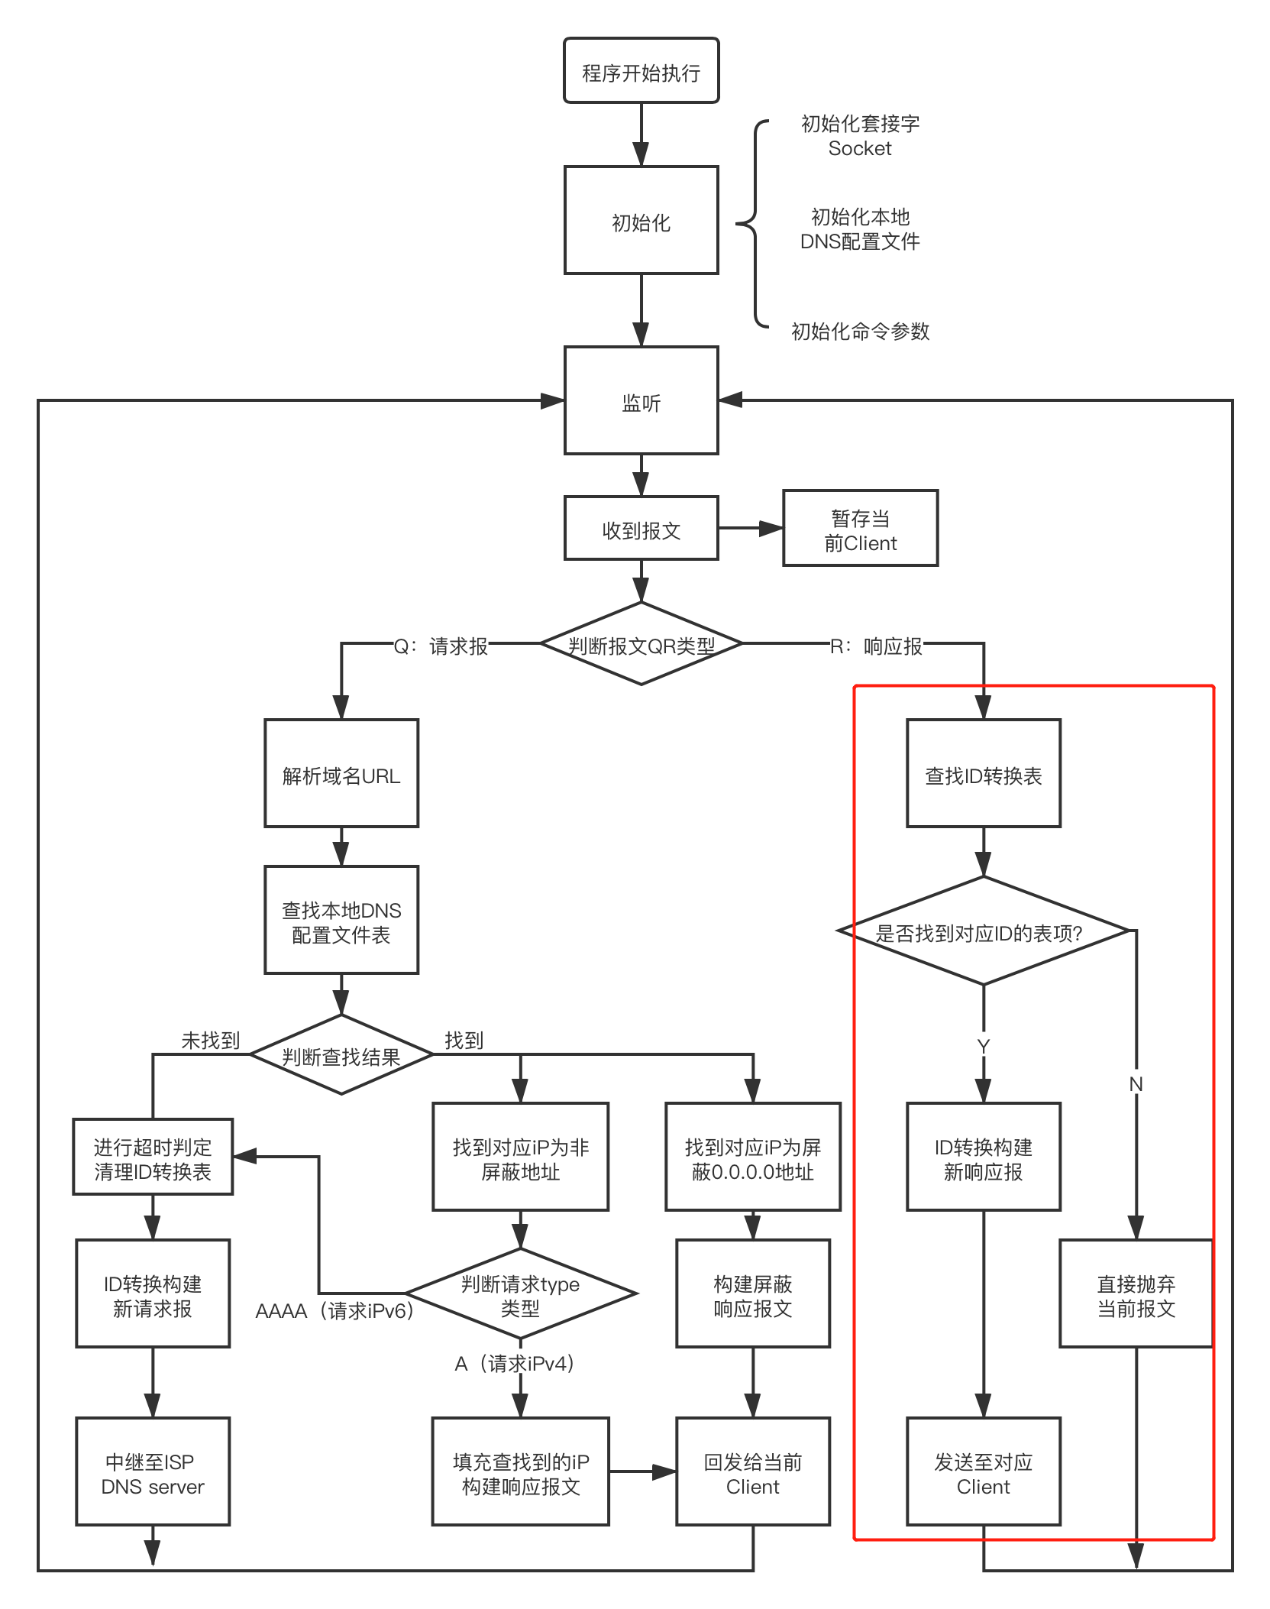 程序开始执行
初始化套接字
Socket
初始化
初始化本地
DNS配置文件
初始化命令参数
监听
收到报文
暂存当
前Client
判断报文QR类型
Q：请求报
R：响应报
解析域名URL
查找ID转换表
查找本地DNS
配置文件表
是否找到对应ID的表项?
未找到
找到
判断查找结果
Y
N
进行超时判定
清理ID转换表
找到对应iP为非
屏蔽地址
找到对应iP为屏
蔽0.0.0.0地址
ID转换构建
新响应报
ID转换构建
新请求报
AAAA（请求iPv6）
判断请求type
类型
构建屏蔽
响应报文
直接抛弃
当前报文
A（请求iPv4）
中继至ISP
DNS server
填充查找到的iP
构建响应报文
回发给当前
Client
发送至对应
Client